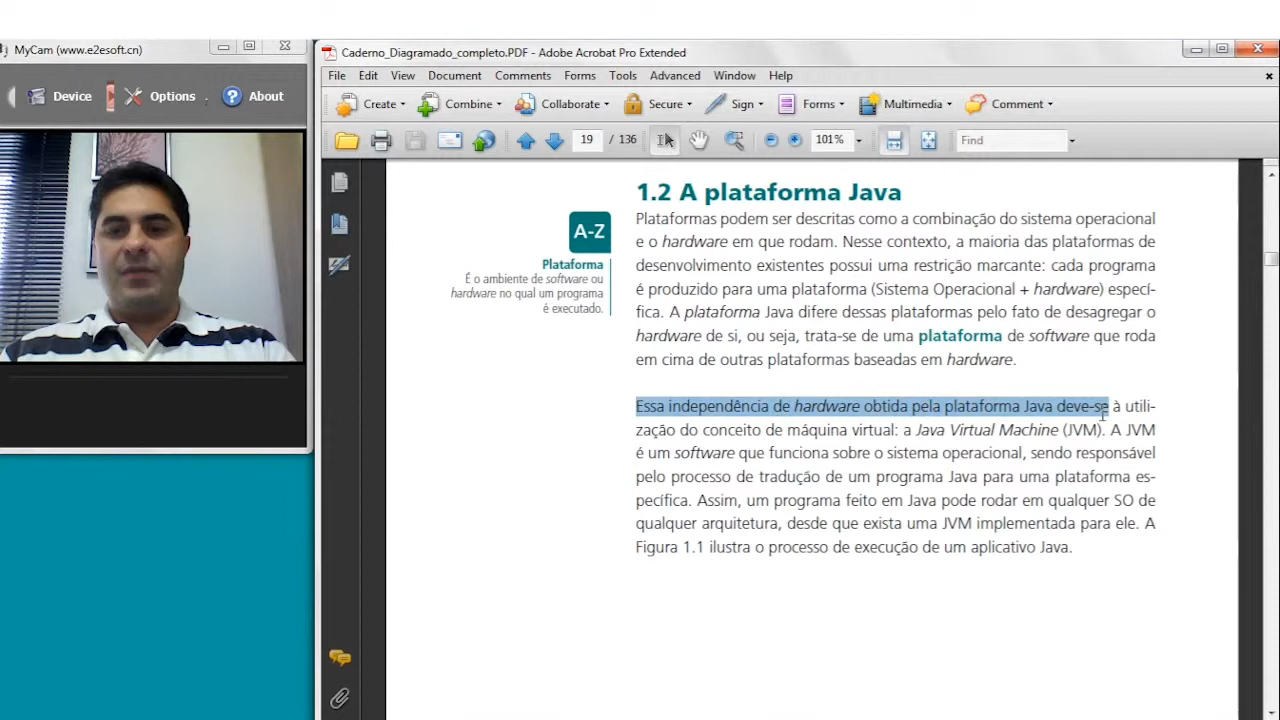 MyCam (www.e2esoft.cn)
Device
Options
About
Caderno_Diagramado_completo.PDF - Adobe Acrobat Pro Extended
File Edit View Document Comments Forms Tools Advanced Window Help
Create Combine Collaborate Secure Sign Forms Multimedia Comment
19 / 136 101% Find
1.2 A plataforma Java
Plataformas podem ser descritas como a combinação do sistema operacional
e o hardware em que rodam. Nesse contexto, a maioria das plataformas de
desenvolvimento existentes possui uma restrição marcante: cada programa
é produzido para uma plataforma (Sistema Operacional + hardware) especí-
fica. A plataforma Java difere dessas plataformas pelo fato de desagregar o
hardware de si, ou seja, trata-se de uma plataforma de software que roda
em cima de outras plataformas baseadas em hardware.
A-Z
Plataforma
É o ambiente de software ou
hardware no qual um programa
é executado.
Essa independência de hardware obtida pela plataforma Java deve-se à utili-
zação do conceito de máquina virtual: a Java Virtual Machine (JVM). A JVM
é um software que funciona sobre o sistema operacional, sendo responsável
pelo processo de tradução de um programa Java para uma plataforma es-
pecífica. Assim, um programa feito em Java pode rodar em qualquer SO de
qualquer arquitetura, desde que exista uma JVM implementada para ele. A
Figura 1.1 ilustra o processo de execução de um aplicativo Java.